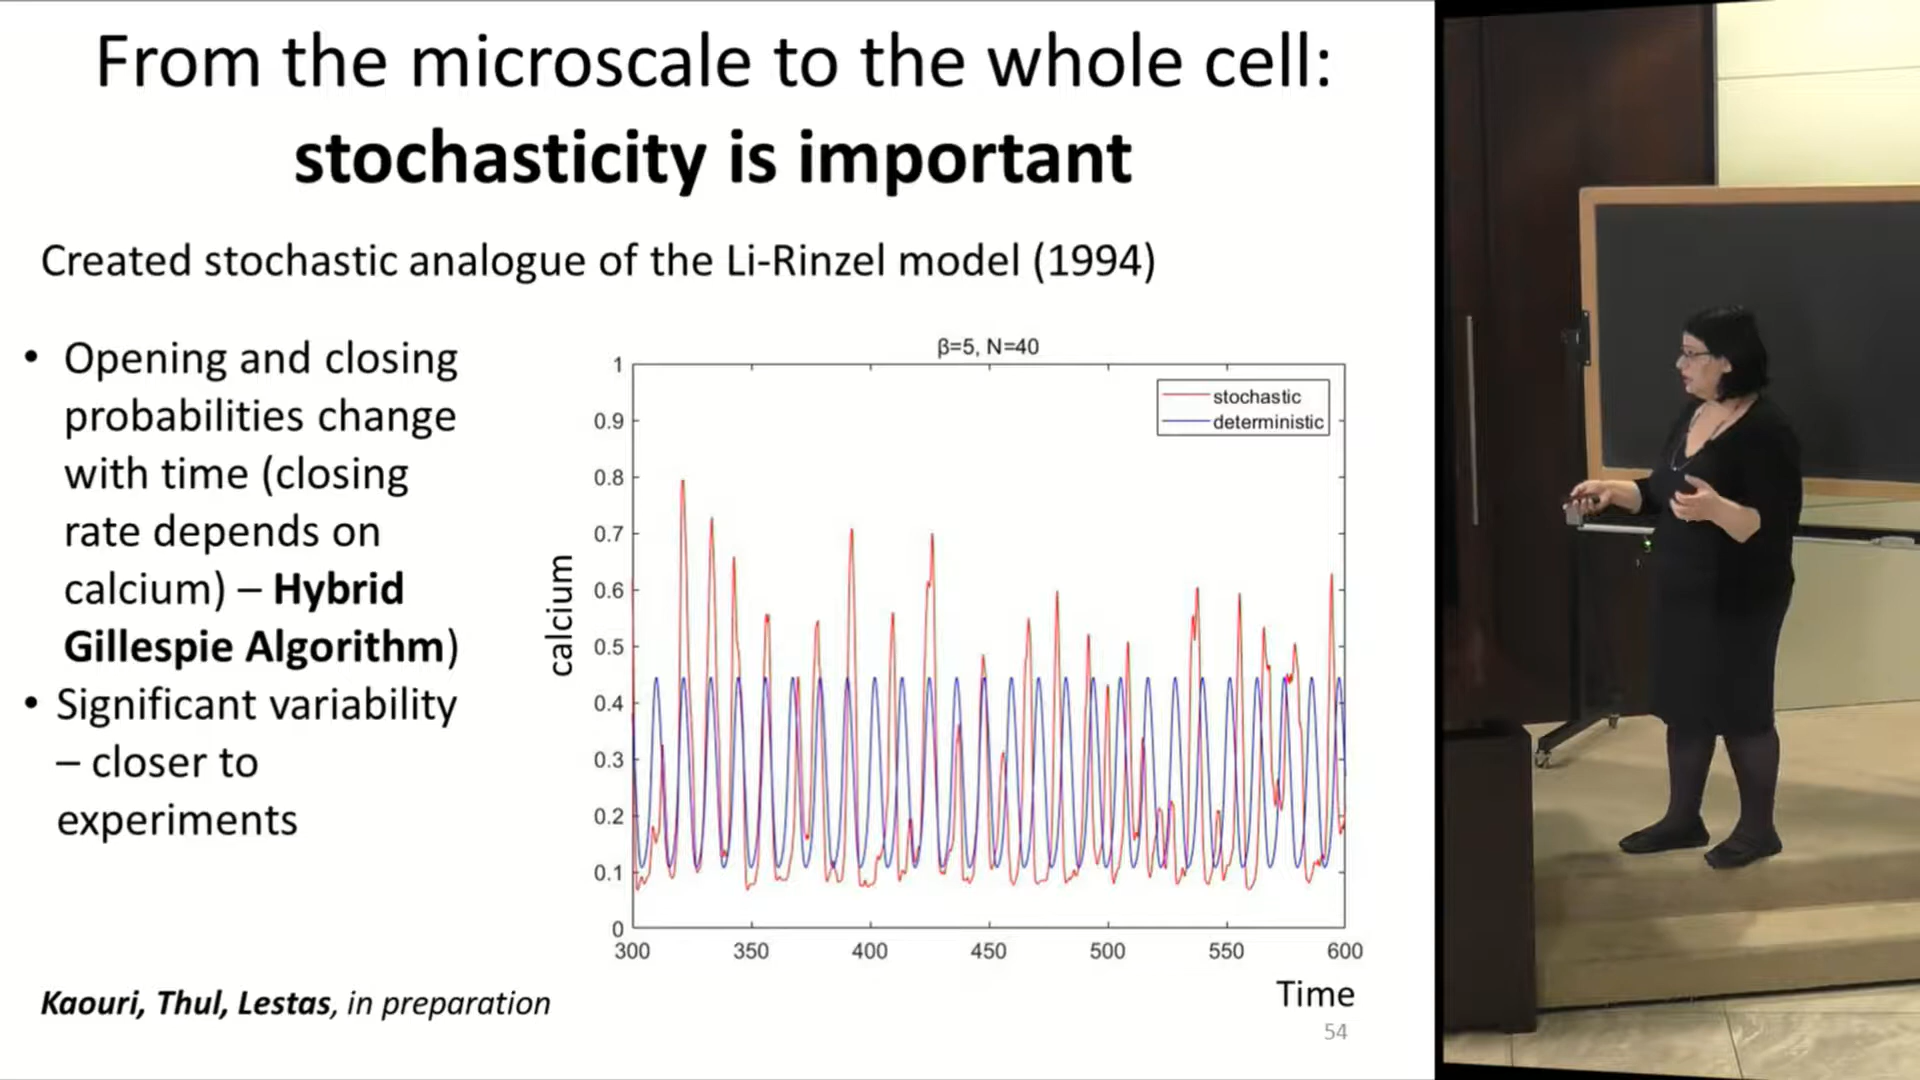 From the microscale to the whole cell:
stochasticity is important
Created stochastic analogue of the Li-Rinzel model (1994)
• Opening and closing
probabilities change
with time (closing
rate depends on
calcium) – Hybrid
Gillespie Algorithm)
• Significant variability
– closer to
experiments
β=5, N=40
stochastic
deterministic
1
0.9
0.8
0.7
0.6
0.5
0.4
0.3
0.2
0.1
0
calcium
300 350 400 450 500 550 600
Time
Kaouri, Thul, Lestas, in preparation
54